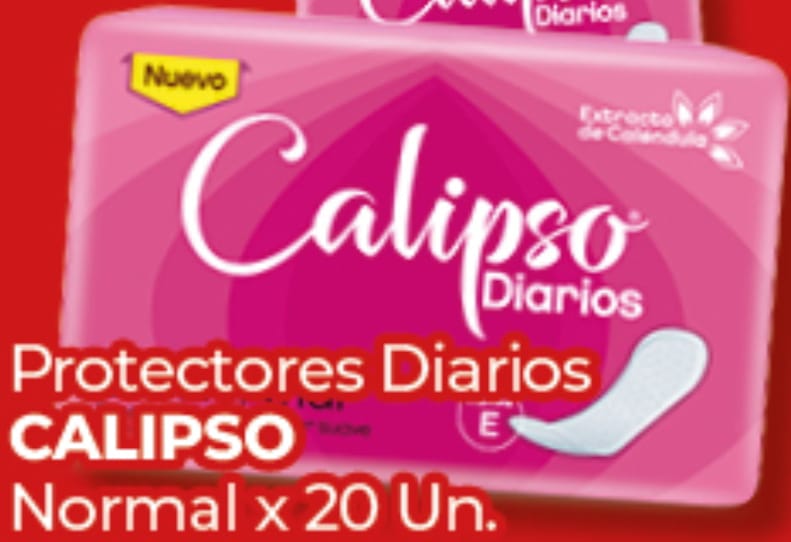 Diarios
Nuevo
Extracto
de Caléndula
Calipso
Diarios
Protectores Diarios
CALIPSO
E
Normal x 20 Un.